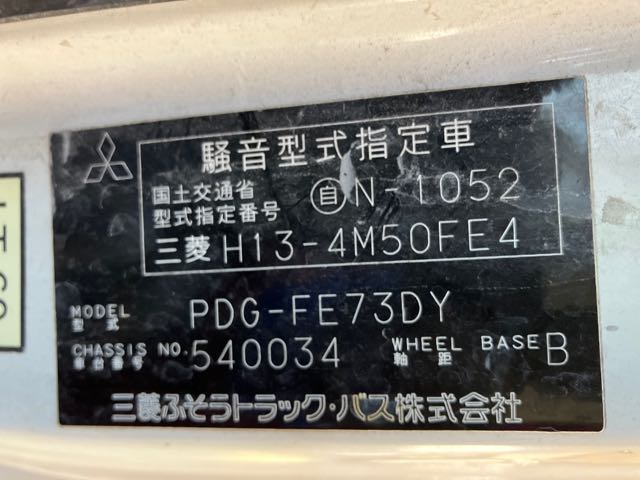 騒音型式指定車
国土交通省
型式指定番号 自N-1052
三菱 H13-4M50FE4
MODEL
型式 PDG-FE73DY
CHASSIS NO.
車台番号 540034
WHEEL BASE
軸距 B
三菱ふそうトラック・バス株式会社